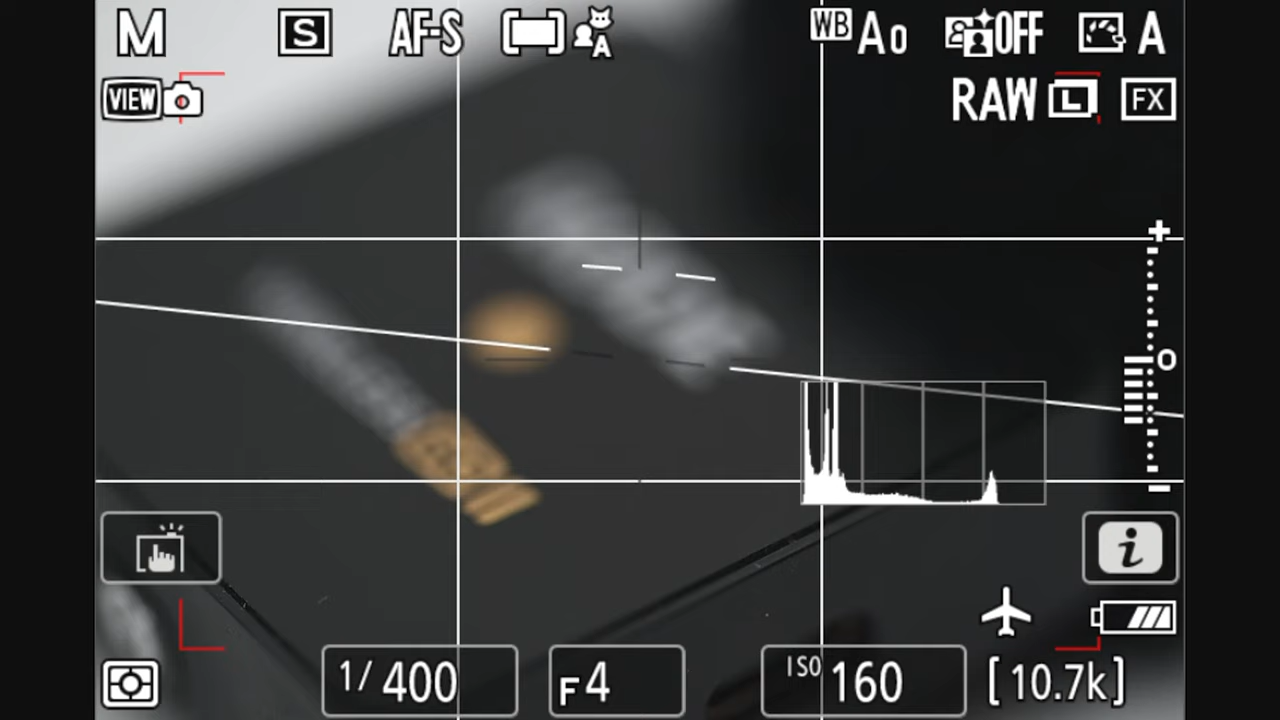 M S AF-S A WB A0 OFF A
VIEW RAW L FX
+
0
-
i
1/400 F4 ISO 160 [10.7k]